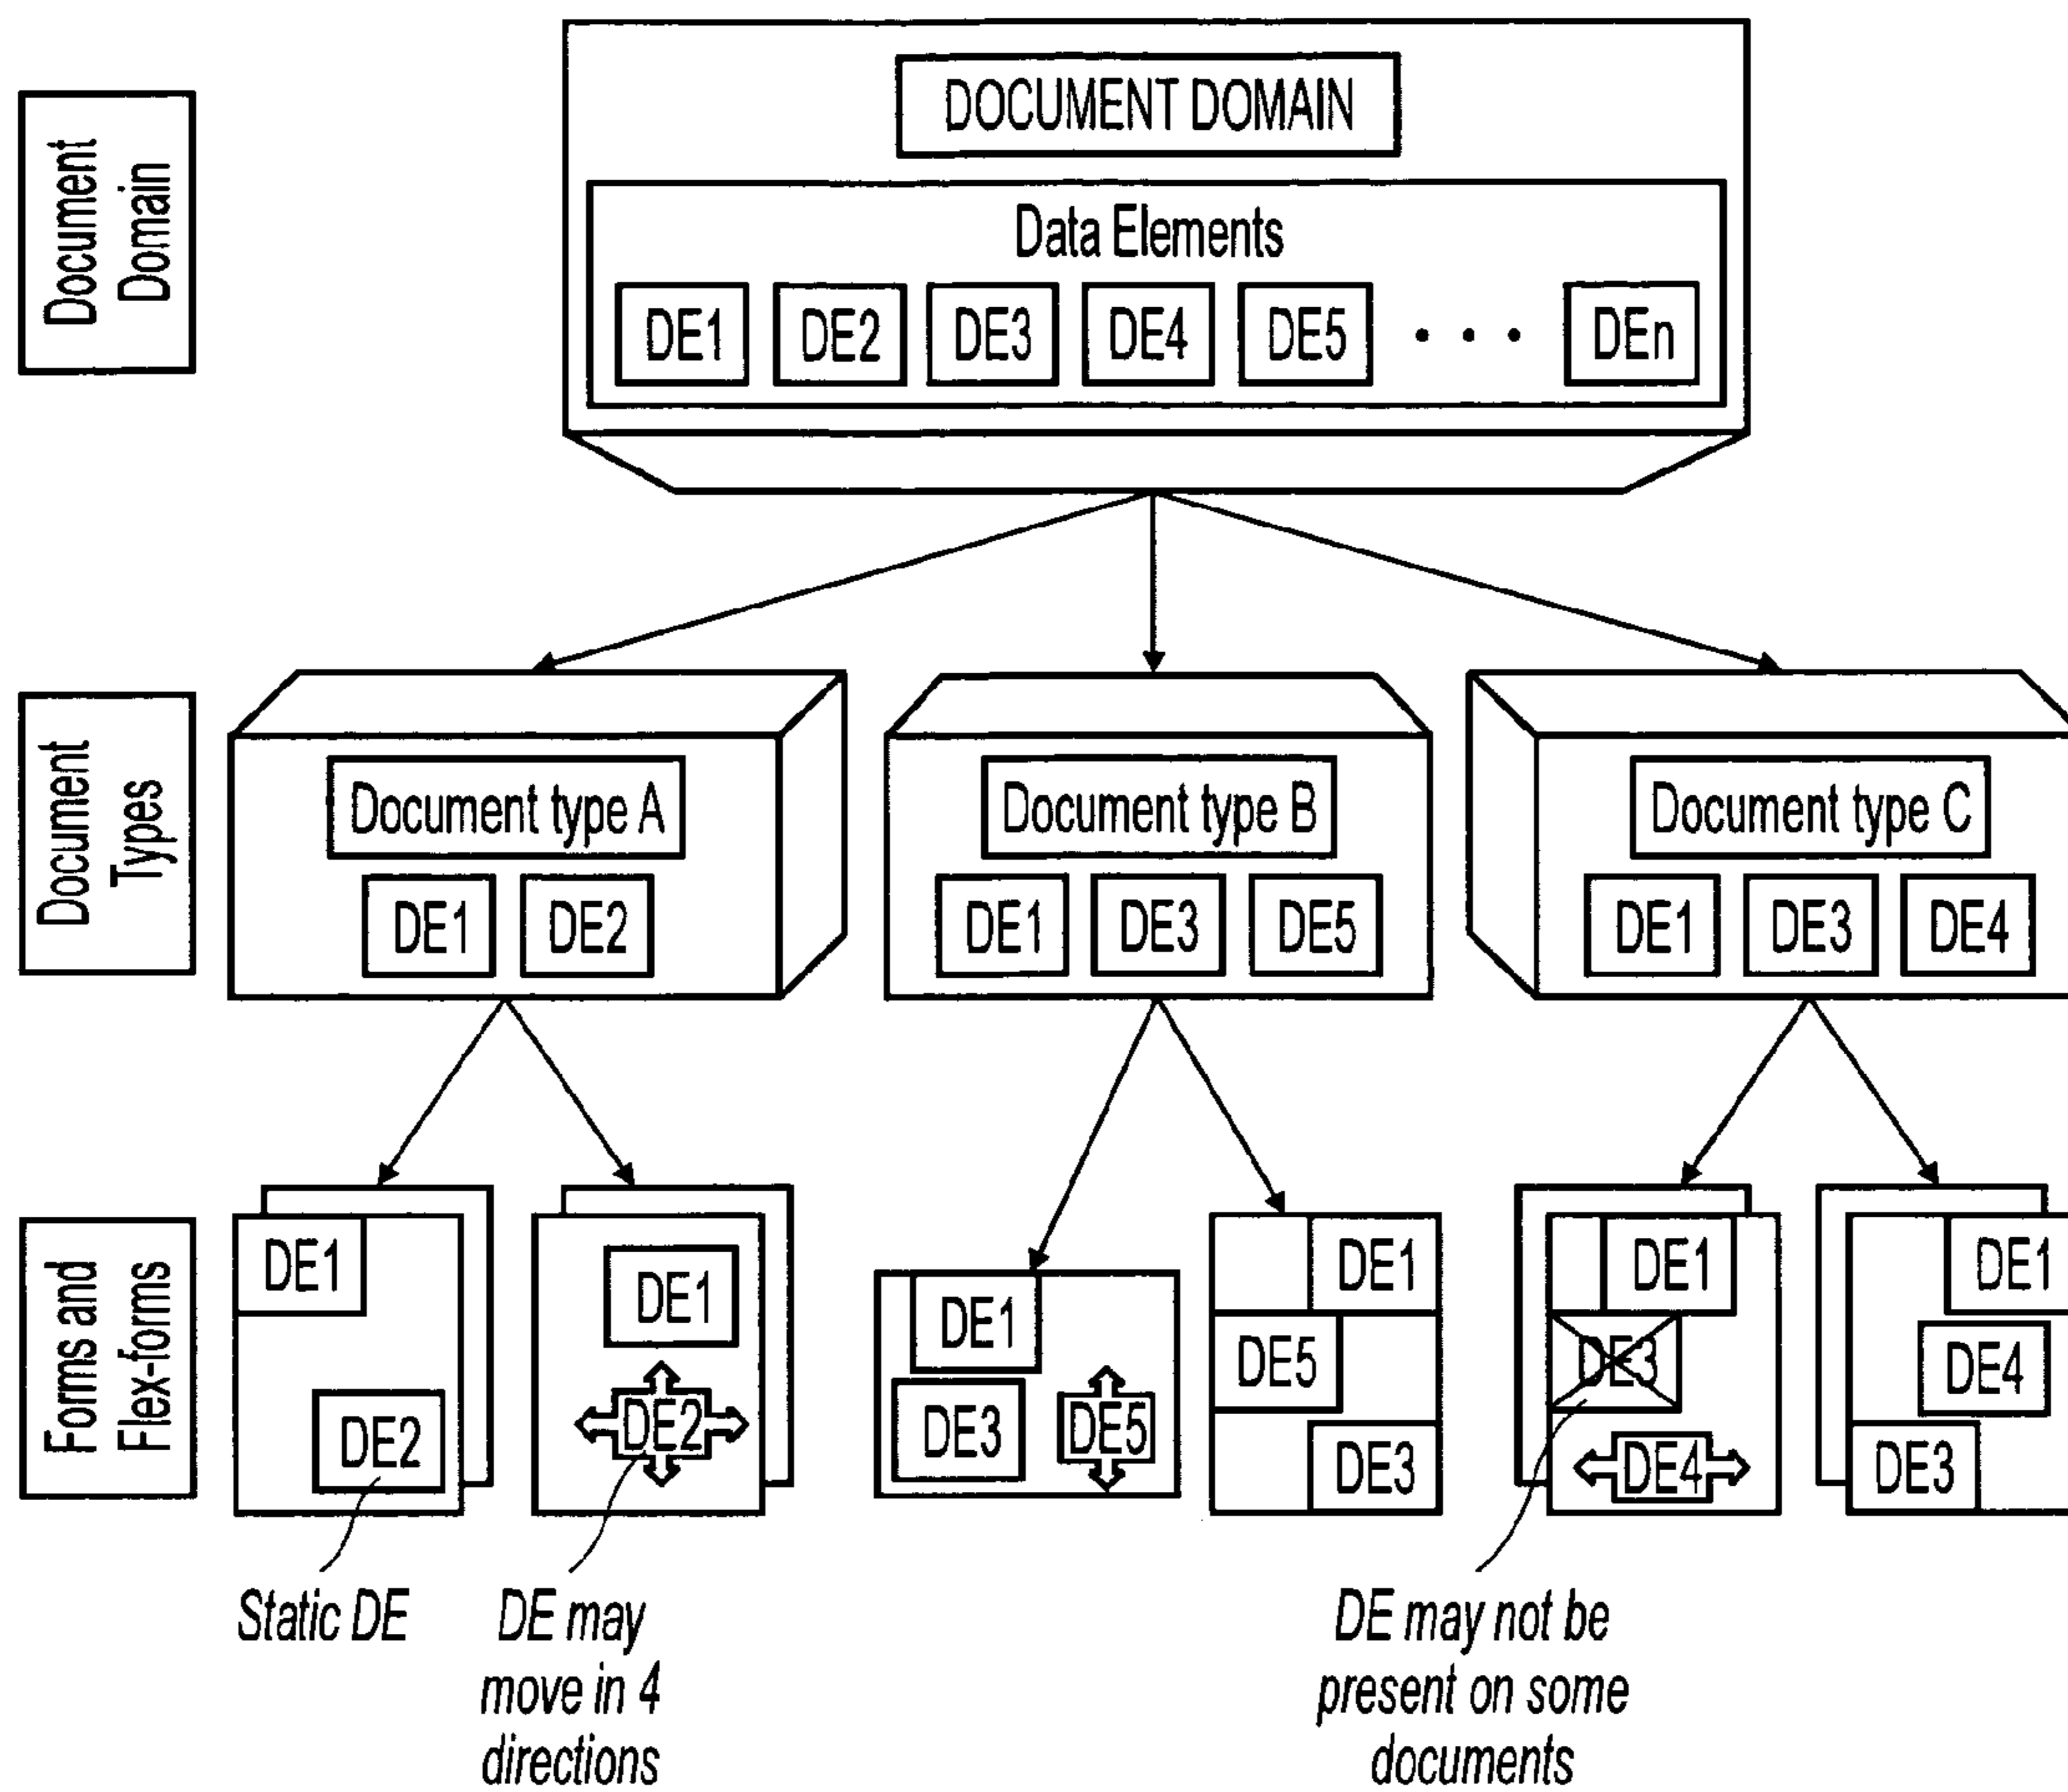 Document
Domain
DOCUMENT DOMAIN
Data Elements
DE1 DE2 DE3 DE4 DE5 • • • DEn
Document
Types
Document type A
DE1 DE2
Document type B
DE1 DE3 DE5
Document type C
DE1 DE3 DE4
Forms and
Flex-forms
DE1
DE2
DE1
DE2
DE1
DE3
DE5
DE1
DE5
DE3
DE1
DE3
DE4
DE1
DE4
DE3
Static DE
DE may
move in 4
directions
DE may not be
present on some
documents